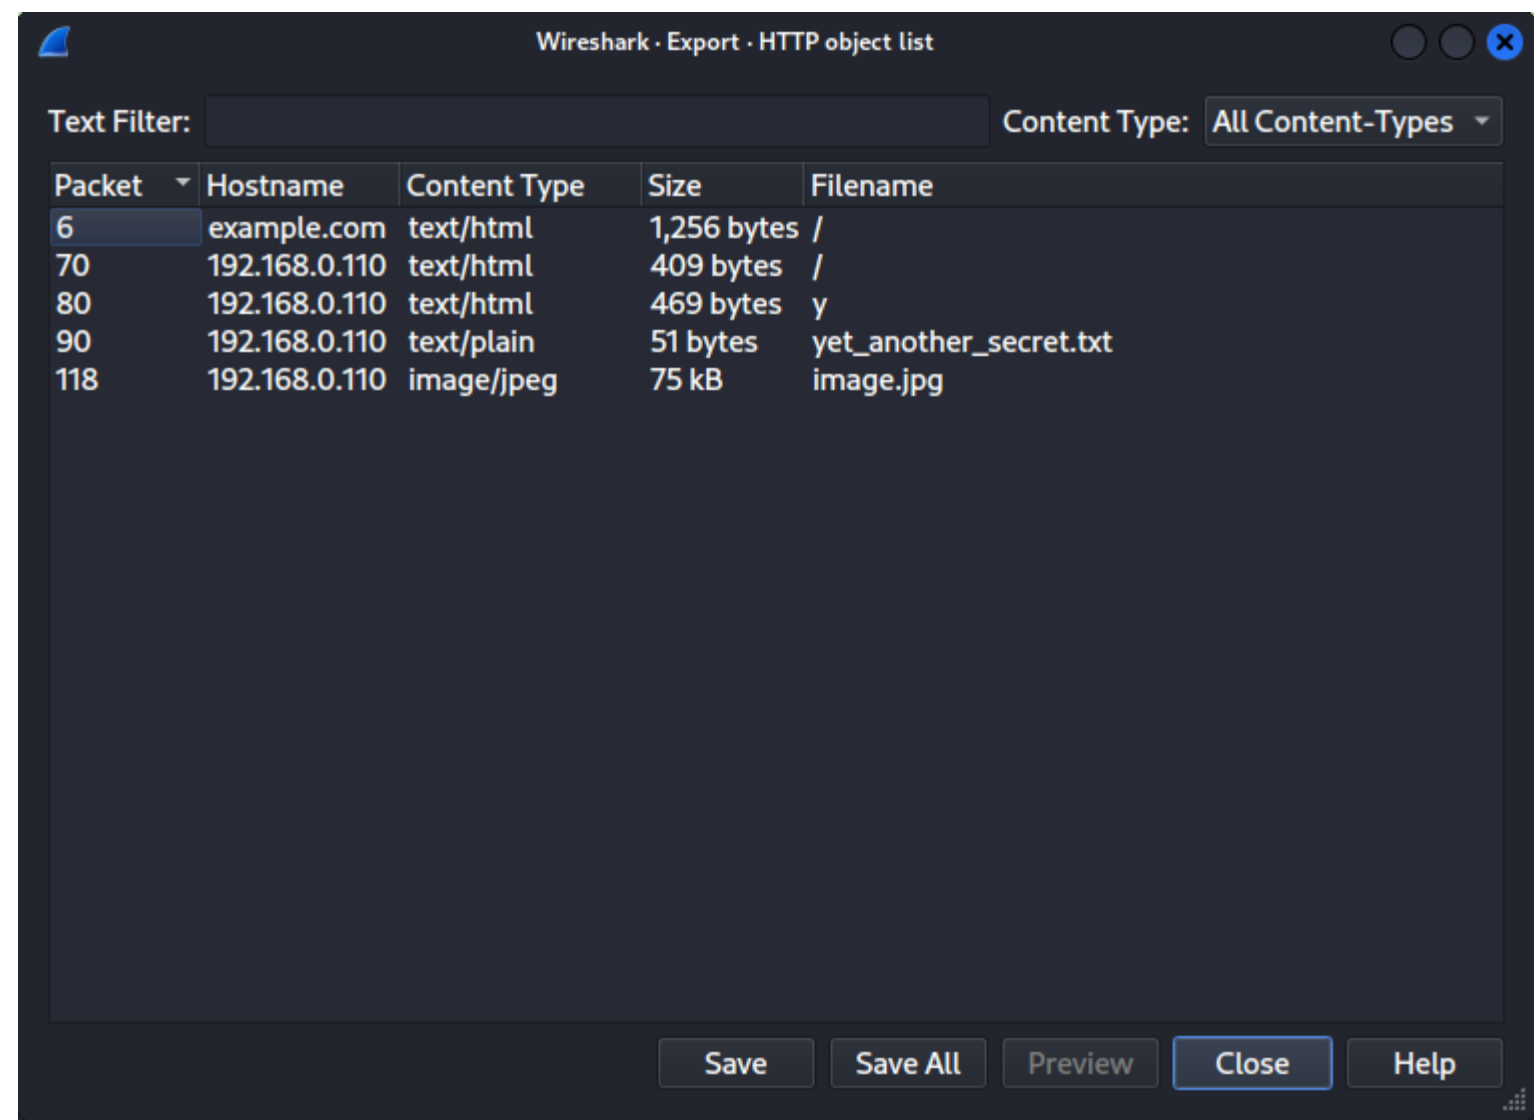 Wireshark · Export · HTTP object list
Text Filter: Content Type: All Content-Types
Packet Hostname Content Type Size Filename
6 example.com text/html 1,256 bytes /
70 192.168.0.110 text/html 409 bytes /
80 192.168.0.110 text/html 469 bytes y
90 192.168.0.110 text/plain 51 bytes yet_another_secret.txt
118 192.168.0.110 image/jpeg 75 kB image.jpg
Save Save All Preview Close Help